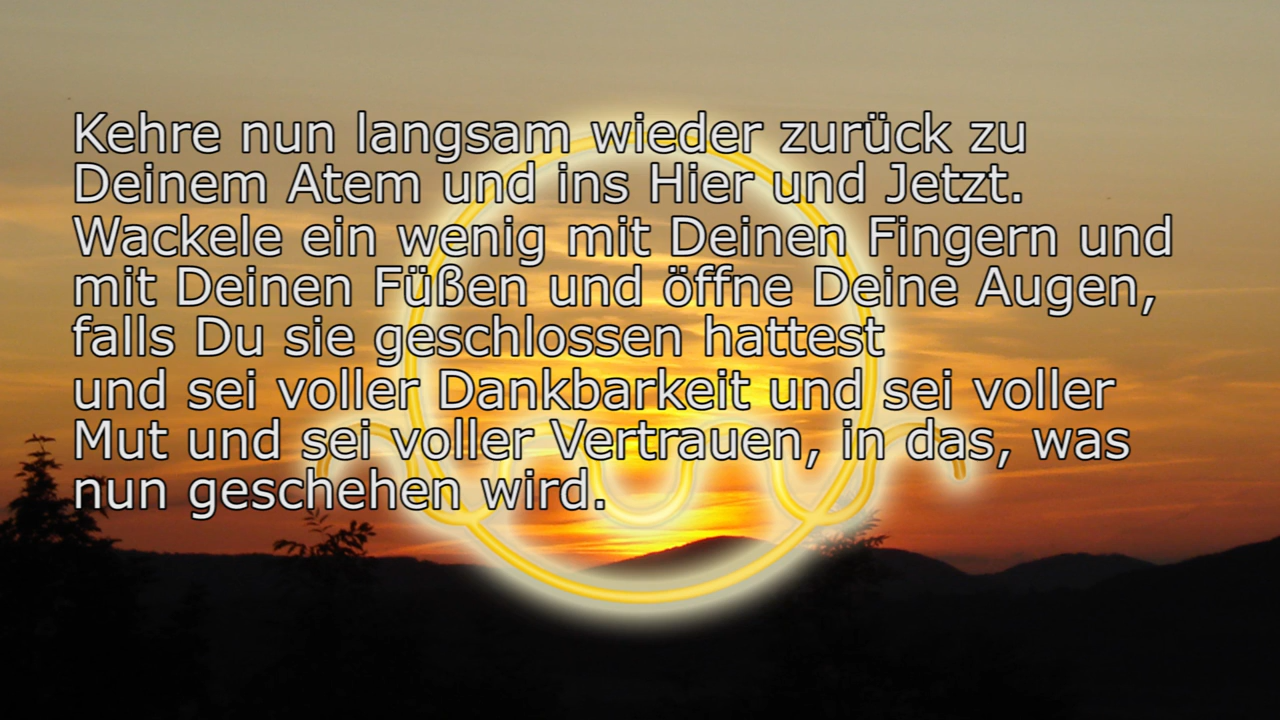 Kehre nun langsam wieder zurück zu
Deinem Atem und ins Hier und Jetzt.
Wackele ein wenig mit Deinen Fingern und
mit Deinen Füßen und öffne Deine Augen,
falls Du sie geschlossen hattest
und sei voller Dankbarkeit und sei voller
Mut und sei voller Vertrauen, in das, was
nun geschehen wird.